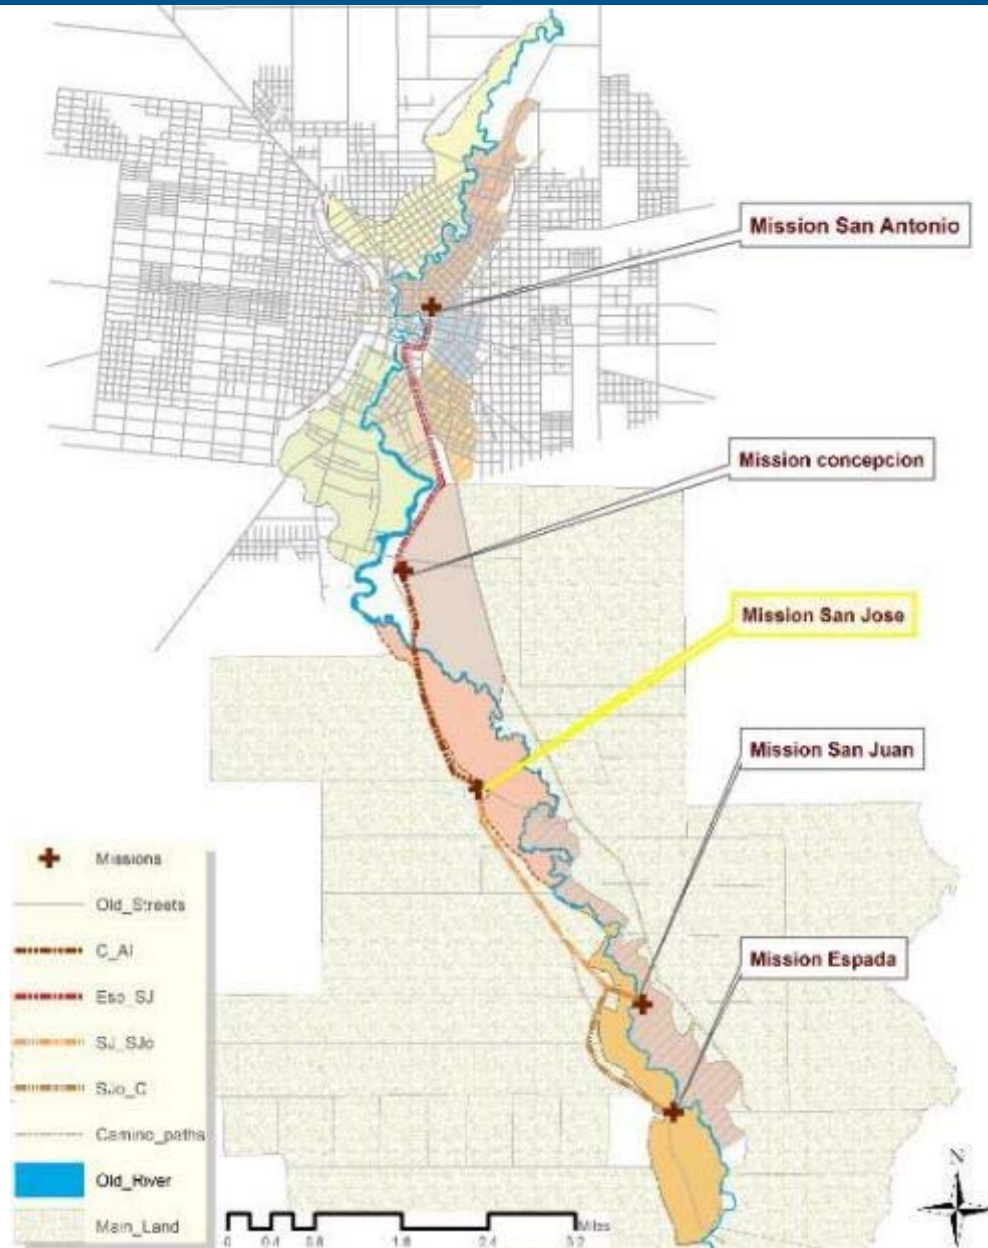 Mission San Antonio
Mission concepcion
Mission San Jose
Mission San Juan
Mission Espada
Missions
Old_Streets
C_Al
Esp_SJ
SJ_SJo
SJo_C
Camino_paths
Old_River
Main_Land
N
Miles
0 0.4 0.8 1.6 2.4 3.2